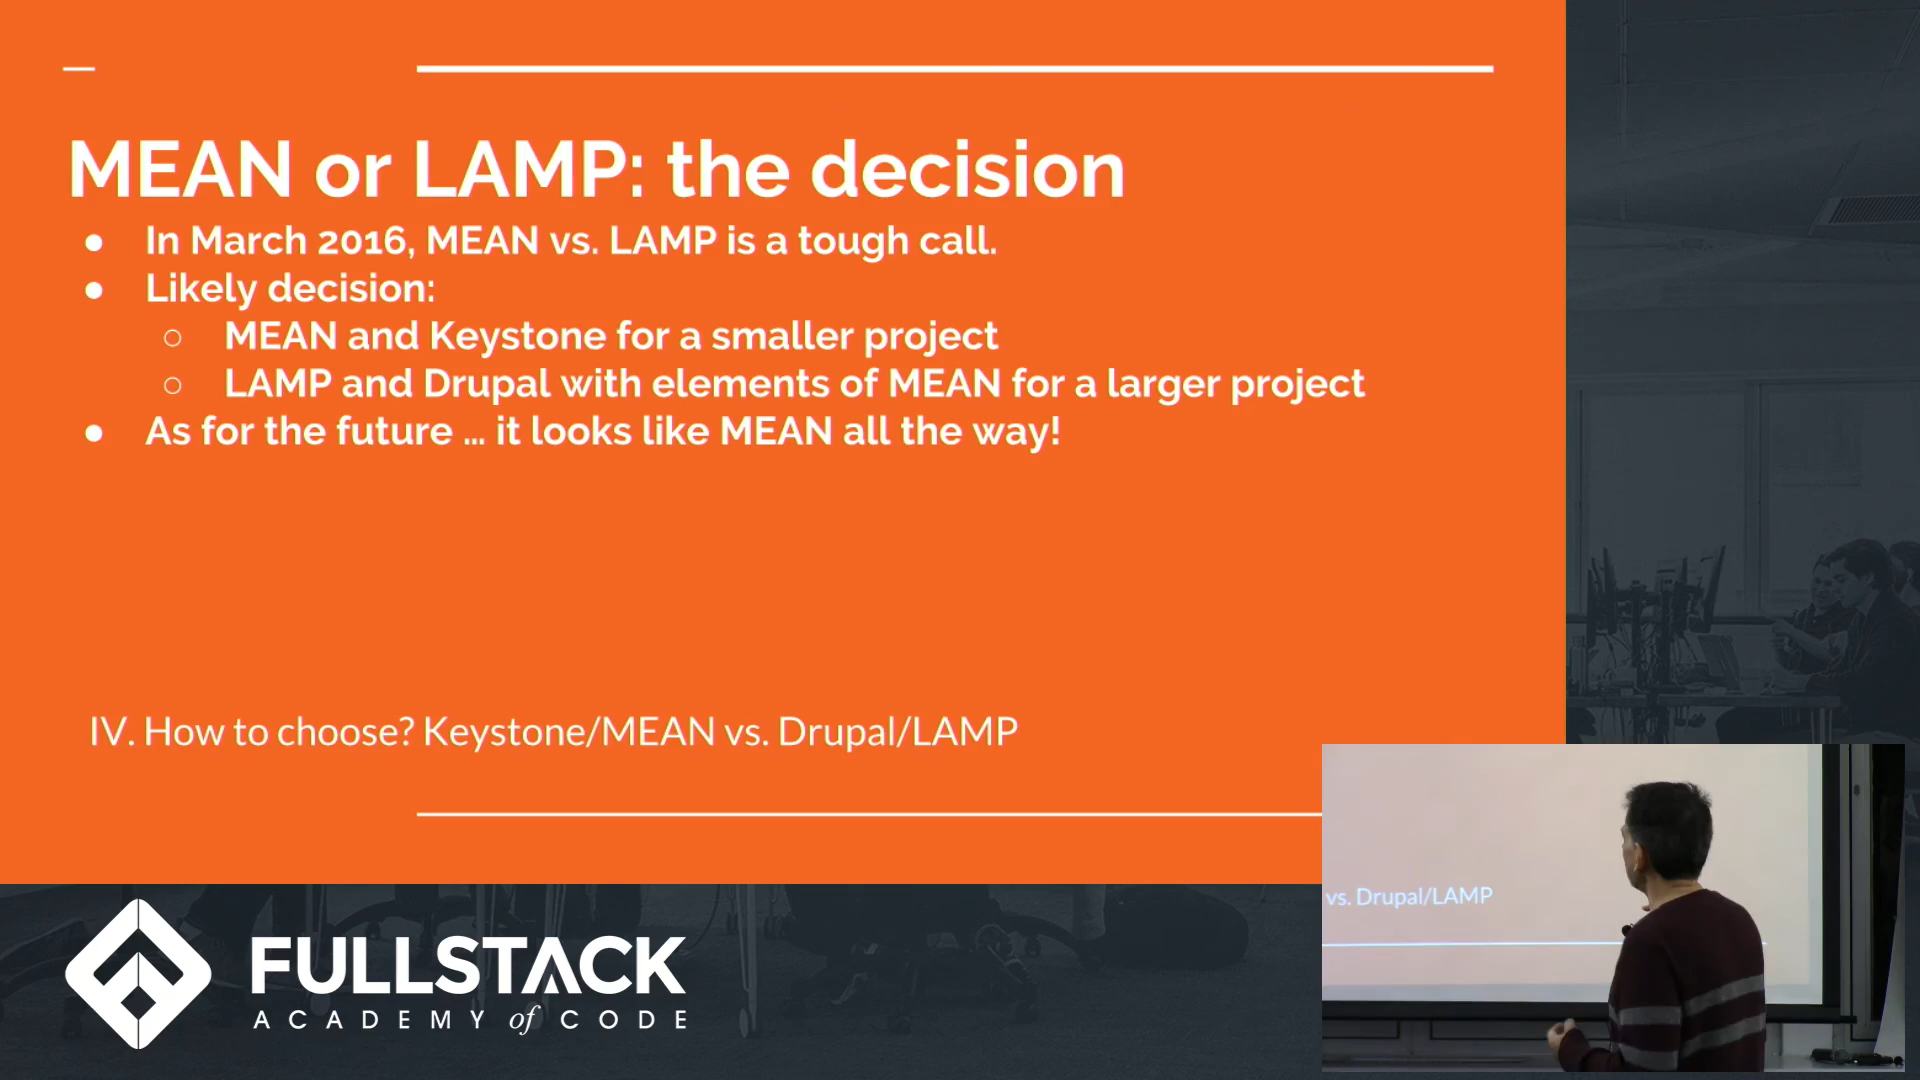 MEAN or LAMP: the decision
● In March 2016, MEAN vs. LAMP is a tough call.
● Likely decision:
○ MEAN and Keystone for a smaller project
○ LAMP and Drupal with elements of MEAN for a larger project
● As for the future ... it looks like MEAN all the way!
IV. How to choose? Keystone/MEAN vs. Drupal/LAMP
vs. Drupal/LAMP
FULLSTACK
ACADEMY of CODE